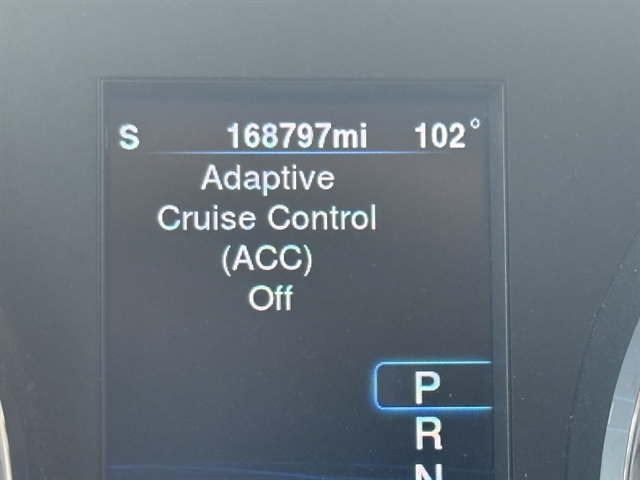 S 168797mi 102°
Adaptive
Cruise Control
(ACC)
Off
P
R
N